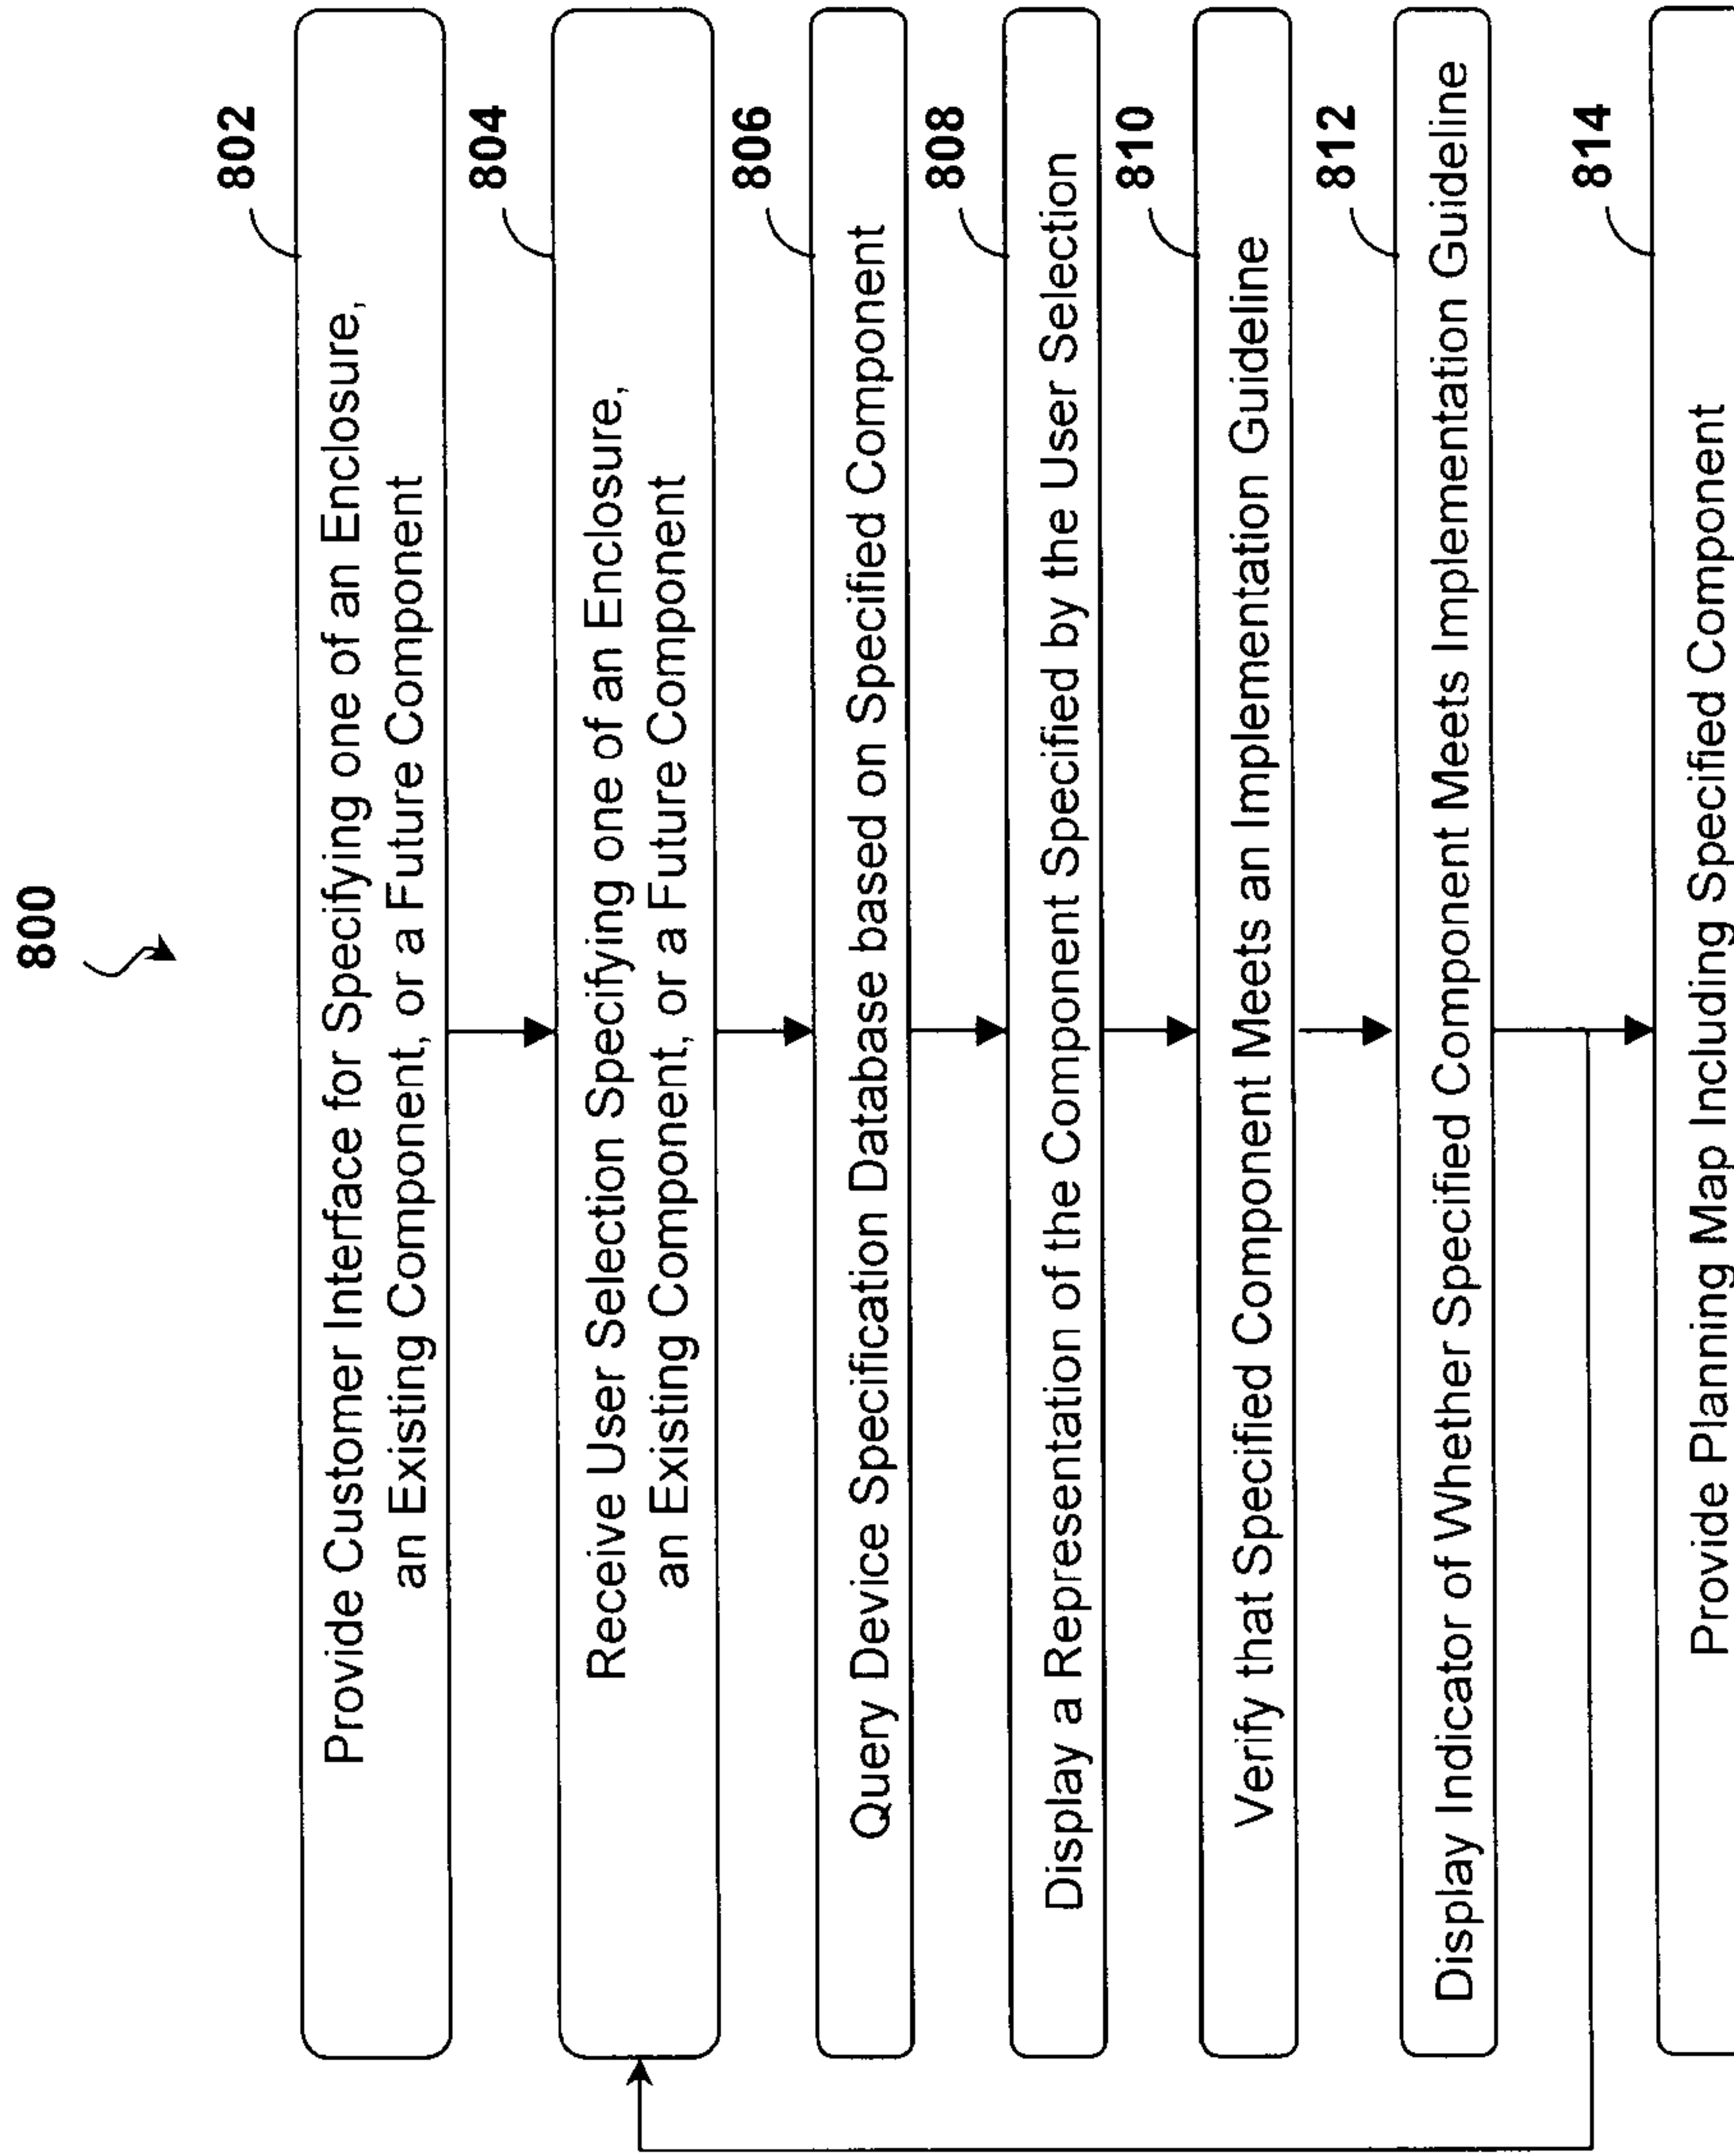 800
802
Provide Customer Interface for Specifying one of an Enclosure,
an Existing Component, or a Future Component
804
Receive User Selection Specifying one of an Enclosure,
an Existing Component, or a Future Component
806
Query Device Specification Database based on Specified Component
808
Display a Representation of the Component Specified by the User Selection
810
Verify that Specified Component Meets an Implementation Guideline
812
Display Indicator of Whether Specified Component Meets Implementation Guideline
814
Provide Planning Map Including Specified Component